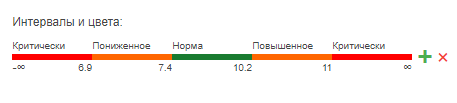 Интервалы и цвета:
Критически Пониженное Норма Повышенное Критически
-∞ 6.9 7.4 10.2 11 ∞